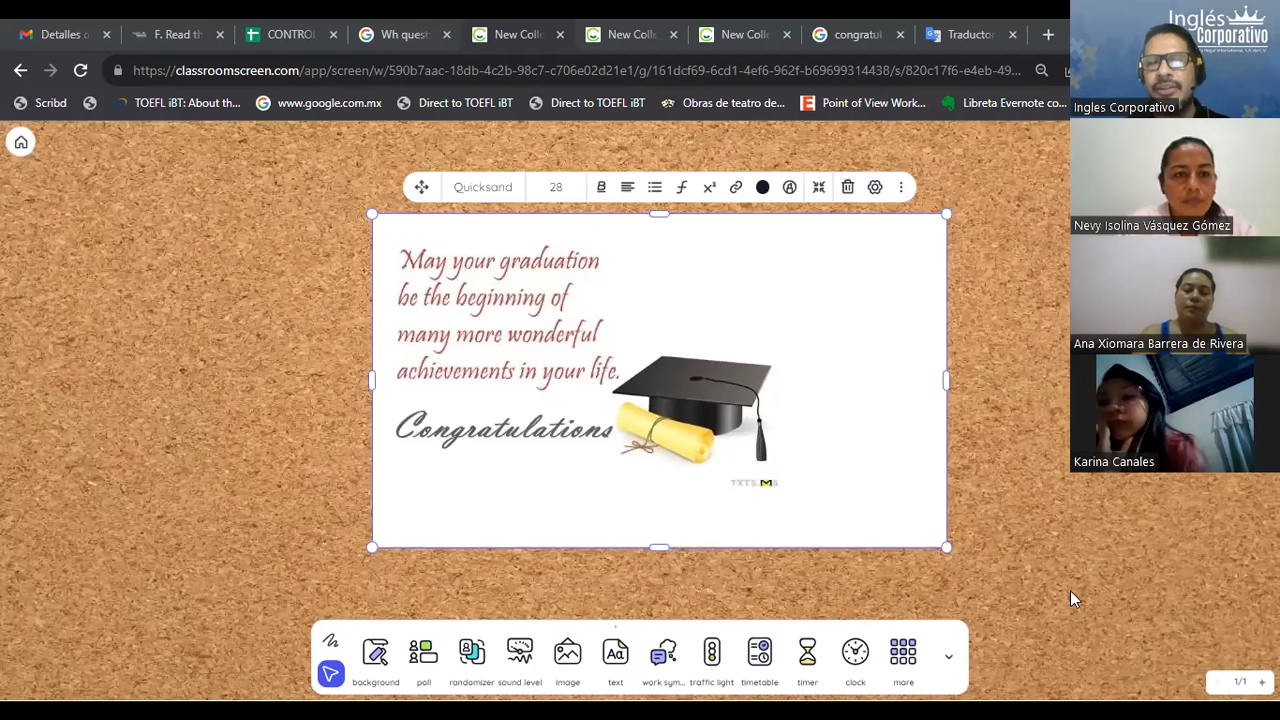 Detalles
F. Read th
CONTROL
Wh quest
New Colle
New Colle
New Colle
congratul
Traductor
https://classroomscreen.com/app/screen/w/590b7aac-18db-4c2b-98c7-c706e02d21e1/g/161dcf69-6cd1-4ef6-962f-b69699314438/s/820c17f6-e4eb-49...
Scribd
TOEFL iBT: About th...
www.google.com.mx
Direct to TOEFL iBT
Direct to TOEFL iBT
Obras de teatro de...
Point of View Work...
Libreta Evernote co...
Inglés
Corporativo
Ingles Corporativo
Nevy Isolina Vásquez Gómez
Ana Xiomara Barrera de Rivera
Karina Canales
Quicksand 28
May your graduation
be the beginning of
many more wonderful
achievements in your life.
Congratulations
background
poll
randomizer
sound level
image
text
work sym...
traffic light
timetable
timer
clock
more
1/1